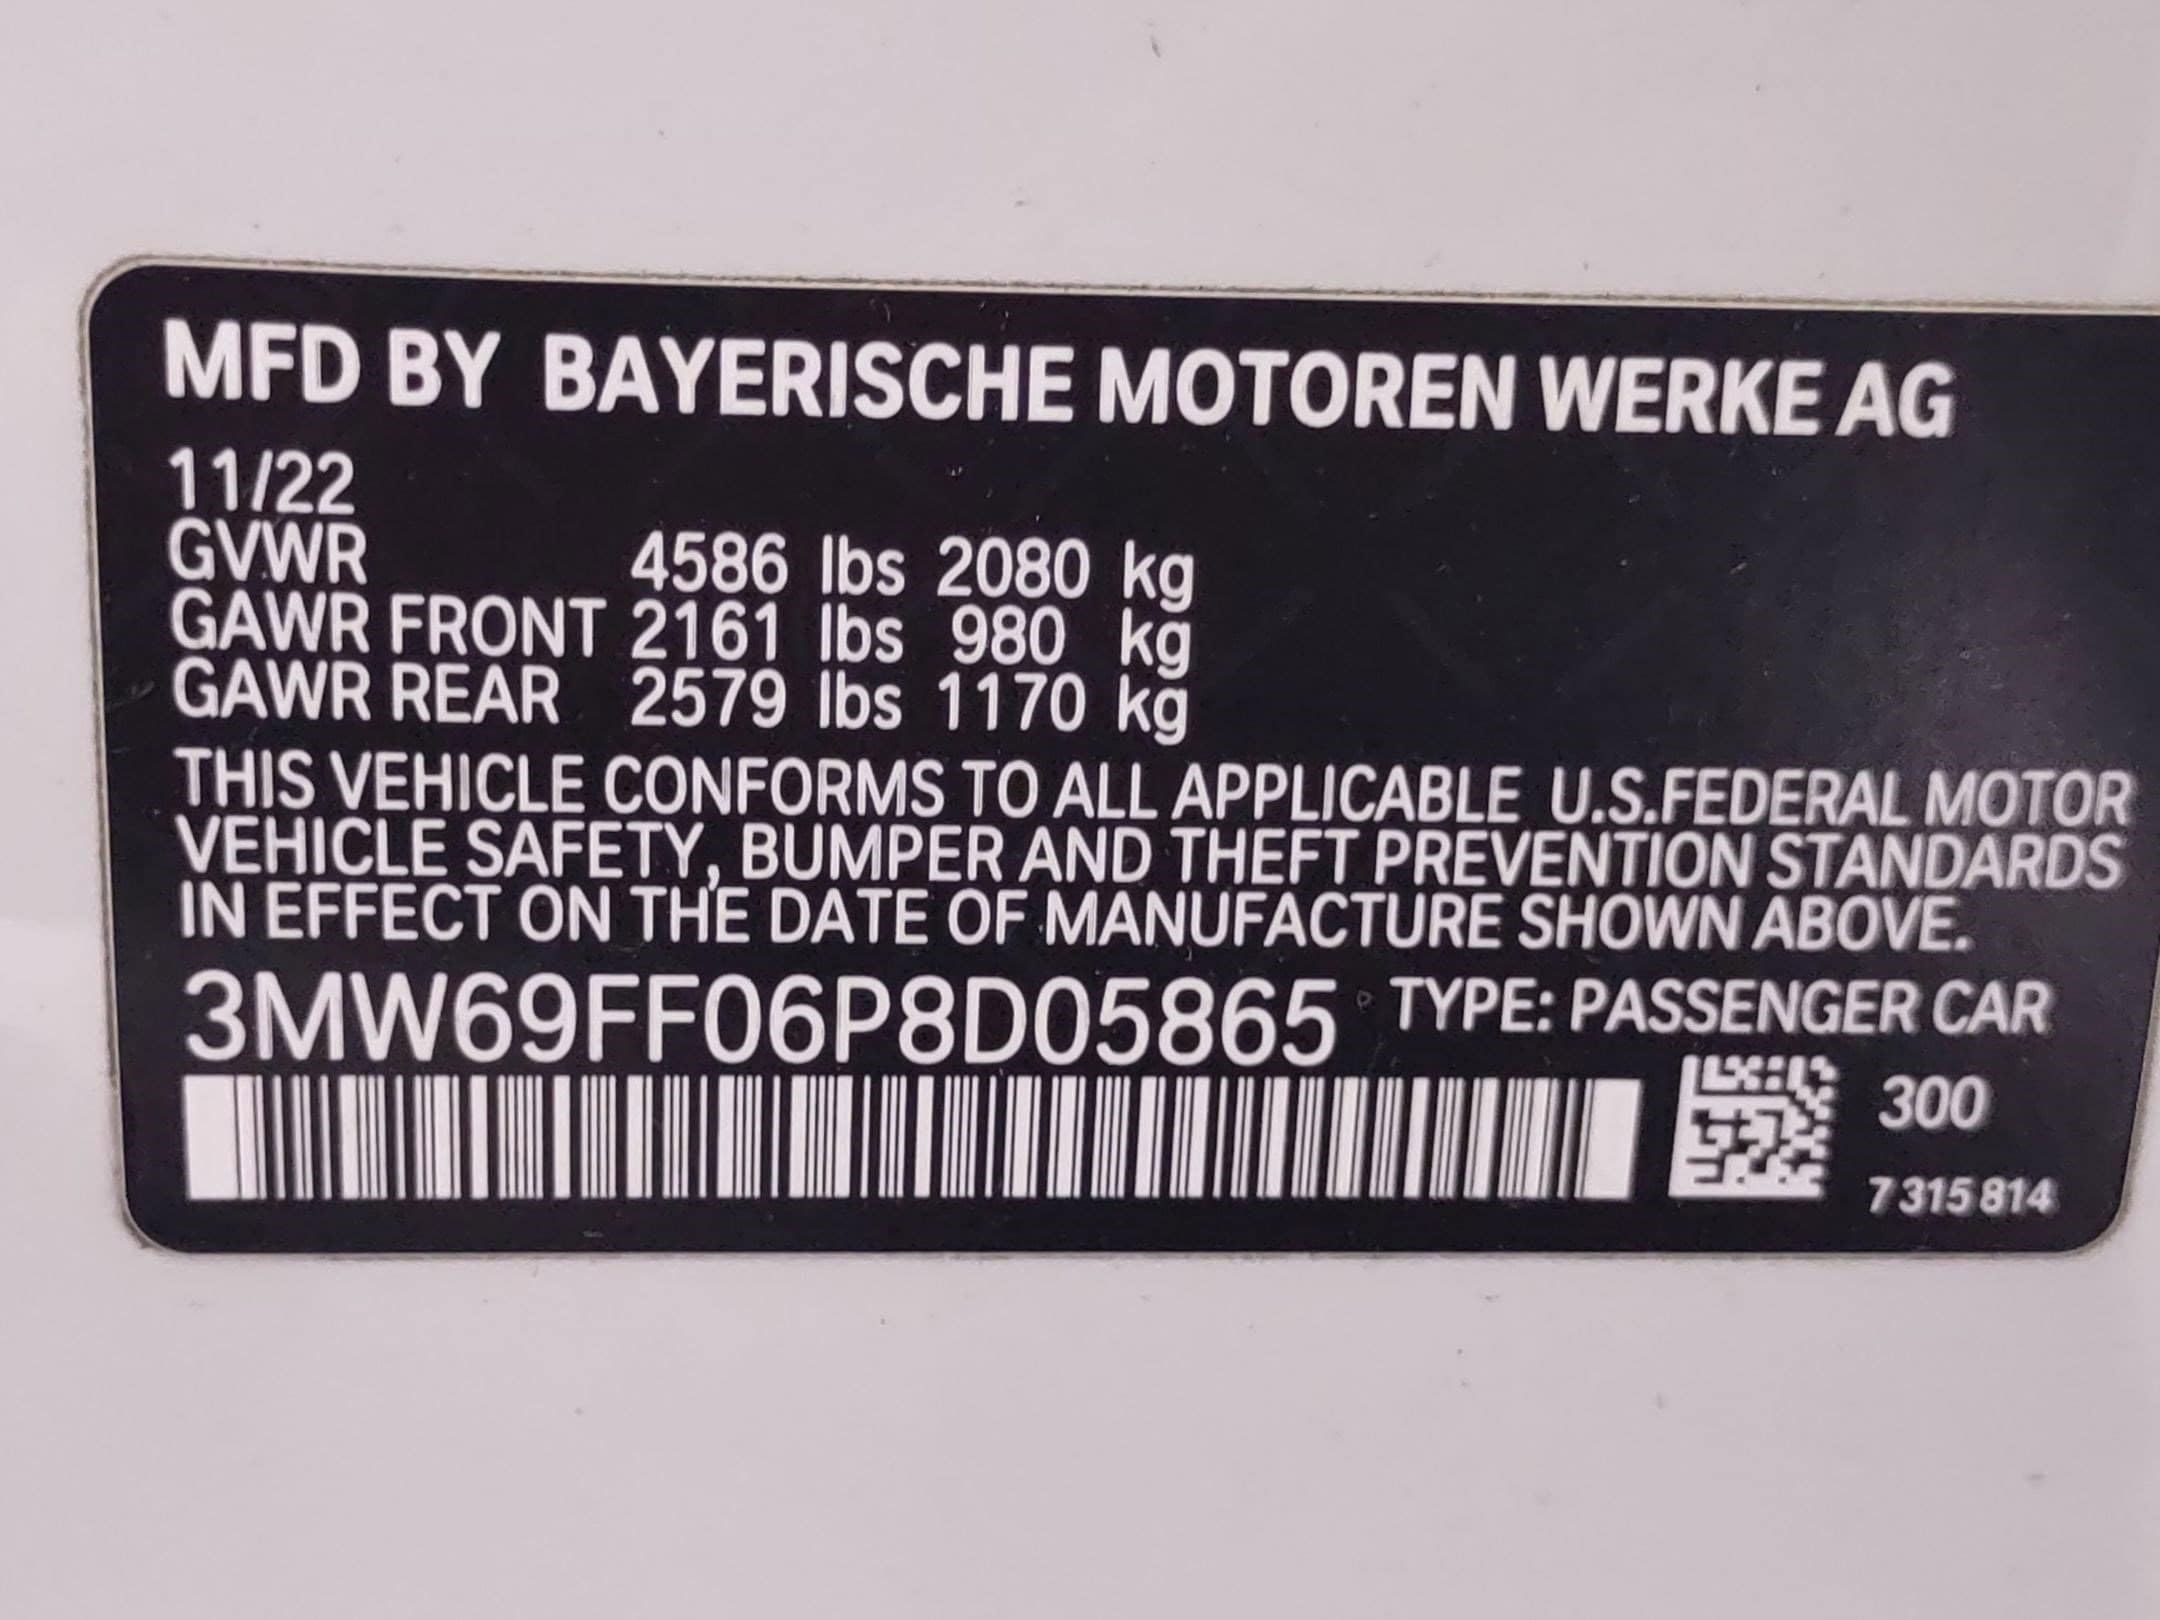 MFD BY BAYERISCHE MOTOREN WERKE AG
11/22
GVWR 4586 lbs 2080 kg
GAWR FRONT 2161 lbs 980 kg
GAWR REAR 2579 lbs 1170 kg
THIS VEHICLE CONFORMS TO ALL APPLICABLE U.S.FEDERAL MOTOR
VEHICLE SAFETY, BUMPER AND THEFT PREVENTION STANDARDS
IN EFFECT ON THE DATE OF MANUFACTURE SHOWN ABOVE.
3MW69FF06P8D05865 TYPE: PASSENGER CAR
300
7 315 814